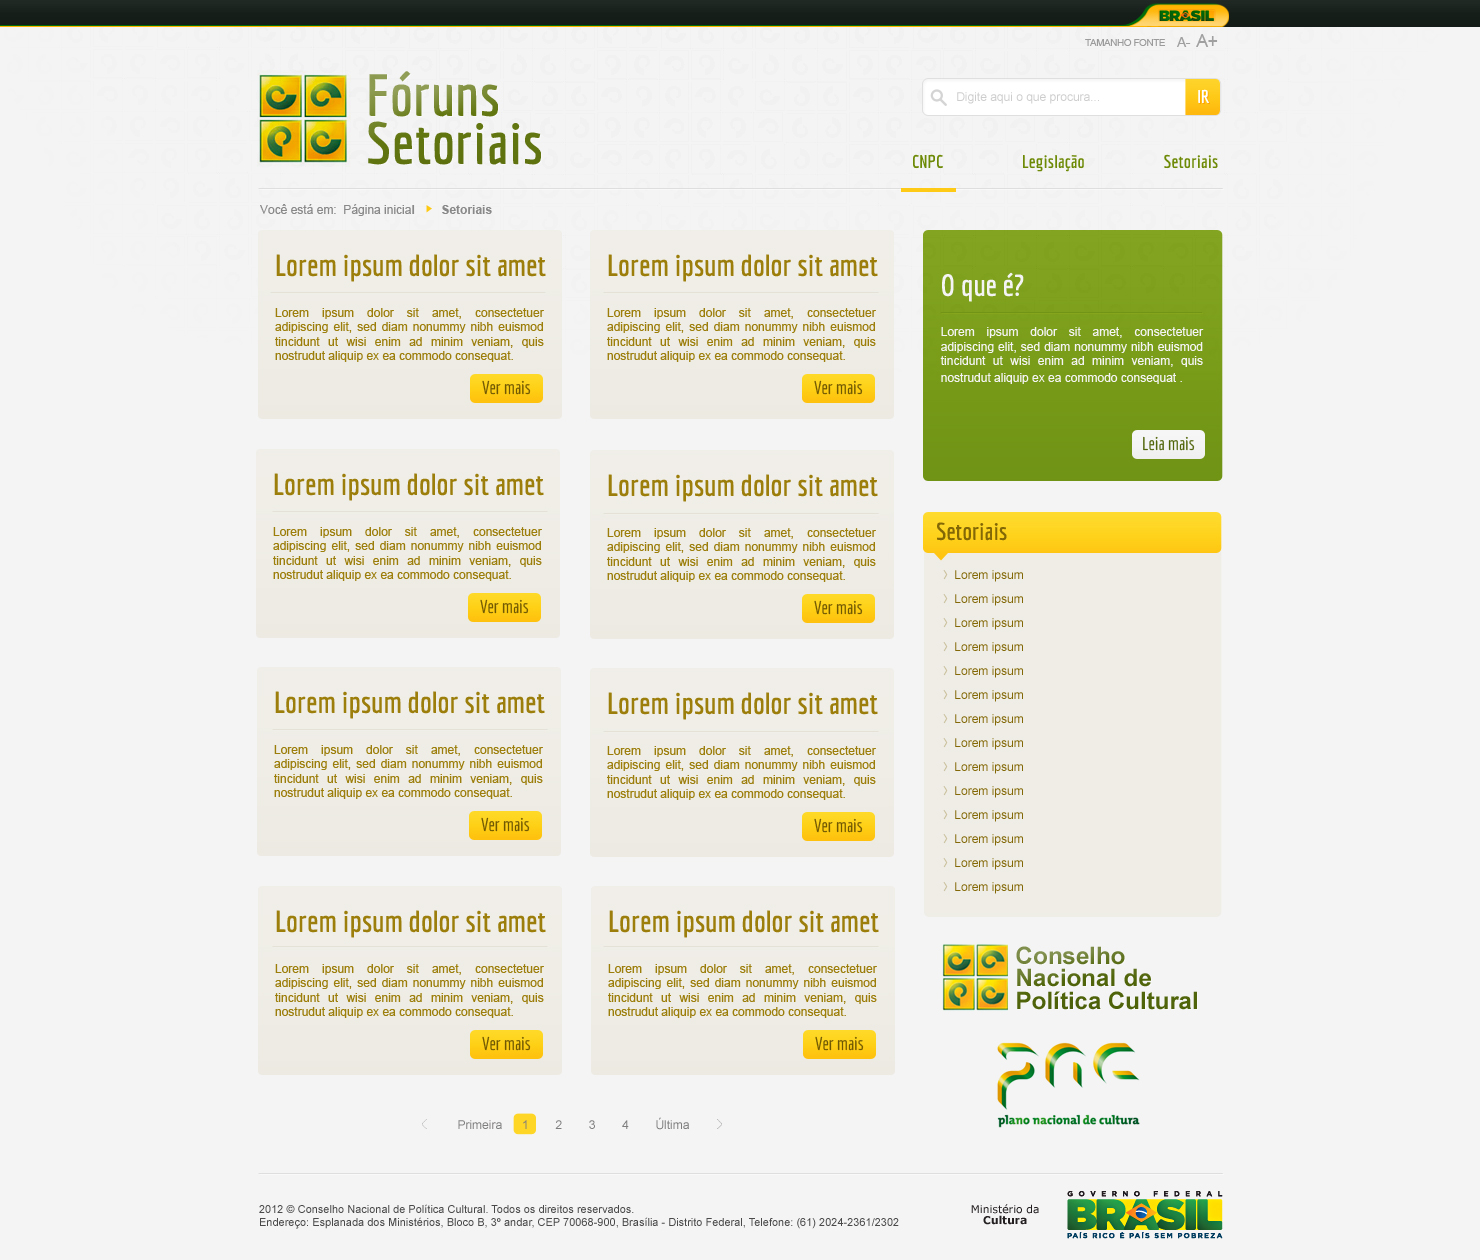 BRASIL
TAMANHO FONTE A- A+
Fóruns
Setoriais
Digite aqui o que procura...
IR
CNPC
Legislação
Setoriais
Você está em: Página inicial Setoriais
Lorem ipsum dolor sit amet
Lorem ipsum dolor sit amet, consectetuer
adipiscing elit, sed diam nonummy nibh euismod
tincidunt ut wisi enim ad minim veniam, quis
nostrudut aliquip ex ea commodo consequat.
Ver mais
Lorem ipsum dolor sit amet
Lorem ipsum dolor sit amet, consectetuer
adipiscing elit, sed diam nonummy nibh euismod
tincidunt ut wisi enim ad minim veniam, quis
nostrudut aliquip ex ea commodo consequat.
Ver mais
Lorem ipsum dolor sit amet
Lorem ipsum dolor sit amet, consectetuer
adipiscing elit, sed diam nonummy nibh euismod
tincidunt ut wisi enim ad minim veniam, quis
nostrudut aliquip ex ea commodo consequat.
Ver mais
Lorem ipsum dolor sit amet
Lorem ipsum dolor sit amet, consectetuer
adipiscing elit, sed diam nonummy nibh euismod
tincidunt ut wisi enim ad minim veniam, quis
nostrudut aliquip ex ea commodo consequat.
Ver mais
Lorem ipsum dolor sit amet
Lorem ipsum dolor sit amet, consectetuer
adipiscing elit, sed diam nonummy nibh euismod
tincidunt ut wisi enim ad minim veniam, quis
nostrudut aliquip ex ea commodo consequat.
Ver mais
Lorem ipsum dolor sit amet
Lorem ipsum dolor sit amet, consectetuer
adipiscing elit, sed diam nonummy nibh euismod
tincidunt ut wisi enim ad minim veniam, quis
nostrudut aliquip ex ea commodo consequat.
Ver mais
Lorem ipsum dolor sit amet
Lorem ipsum dolor sit amet, consectetuer
adipiscing elit, sed diam nonummy nibh euismod
tincidunt ut wisi enim ad minim veniam, quis
nostrudut aliquip ex ea commodo consequat.
Ver mais
Lorem ipsum dolor sit amet
Lorem ipsum dolor sit amet, consectetuer
adipiscing elit, sed diam nonummy nibh euismod
tincidunt ut wisi enim ad minim veniam, quis
nostrudut aliquip ex ea commodo consequat.
Ver mais
Primeira 1 2 3 4 Última
O que é?
Lorem ipsum dolor sit amet, consectetuer
adipiscing elit, sed diam nonummy nibh euismod
tincidunt ut wisi enim ad minim veniam, quis
nostrudut aliquip ex ea commodo consequat .
Leia mais
Setoriais
Lorem ipsum
Lorem ipsum
Lorem ipsum
Lorem ipsum
Lorem ipsum
Lorem ipsum
Lorem ipsum
Lorem ipsum
Lorem ipsum
Lorem ipsum
Lorem ipsum
Lorem ipsum
Lorem ipsum
Lorem ipsum
Conselho
Nacional de
Política Cultural
pnc
plano nacional de cultura
2012 © Conselho Nacional de Política Cultural. Todos os direitos reservados.
Endereço: Esplanada dos Ministérios, Bloco B, 3º andar, CEP 70068-900, Brasília - Distrito Federal, Telefone: (61) 2024-2361/2302
Ministério da
Cultura
GOVERNO FEDERAL
BRASIL
PAÍS RICO É PAÍS SEM POBREZA